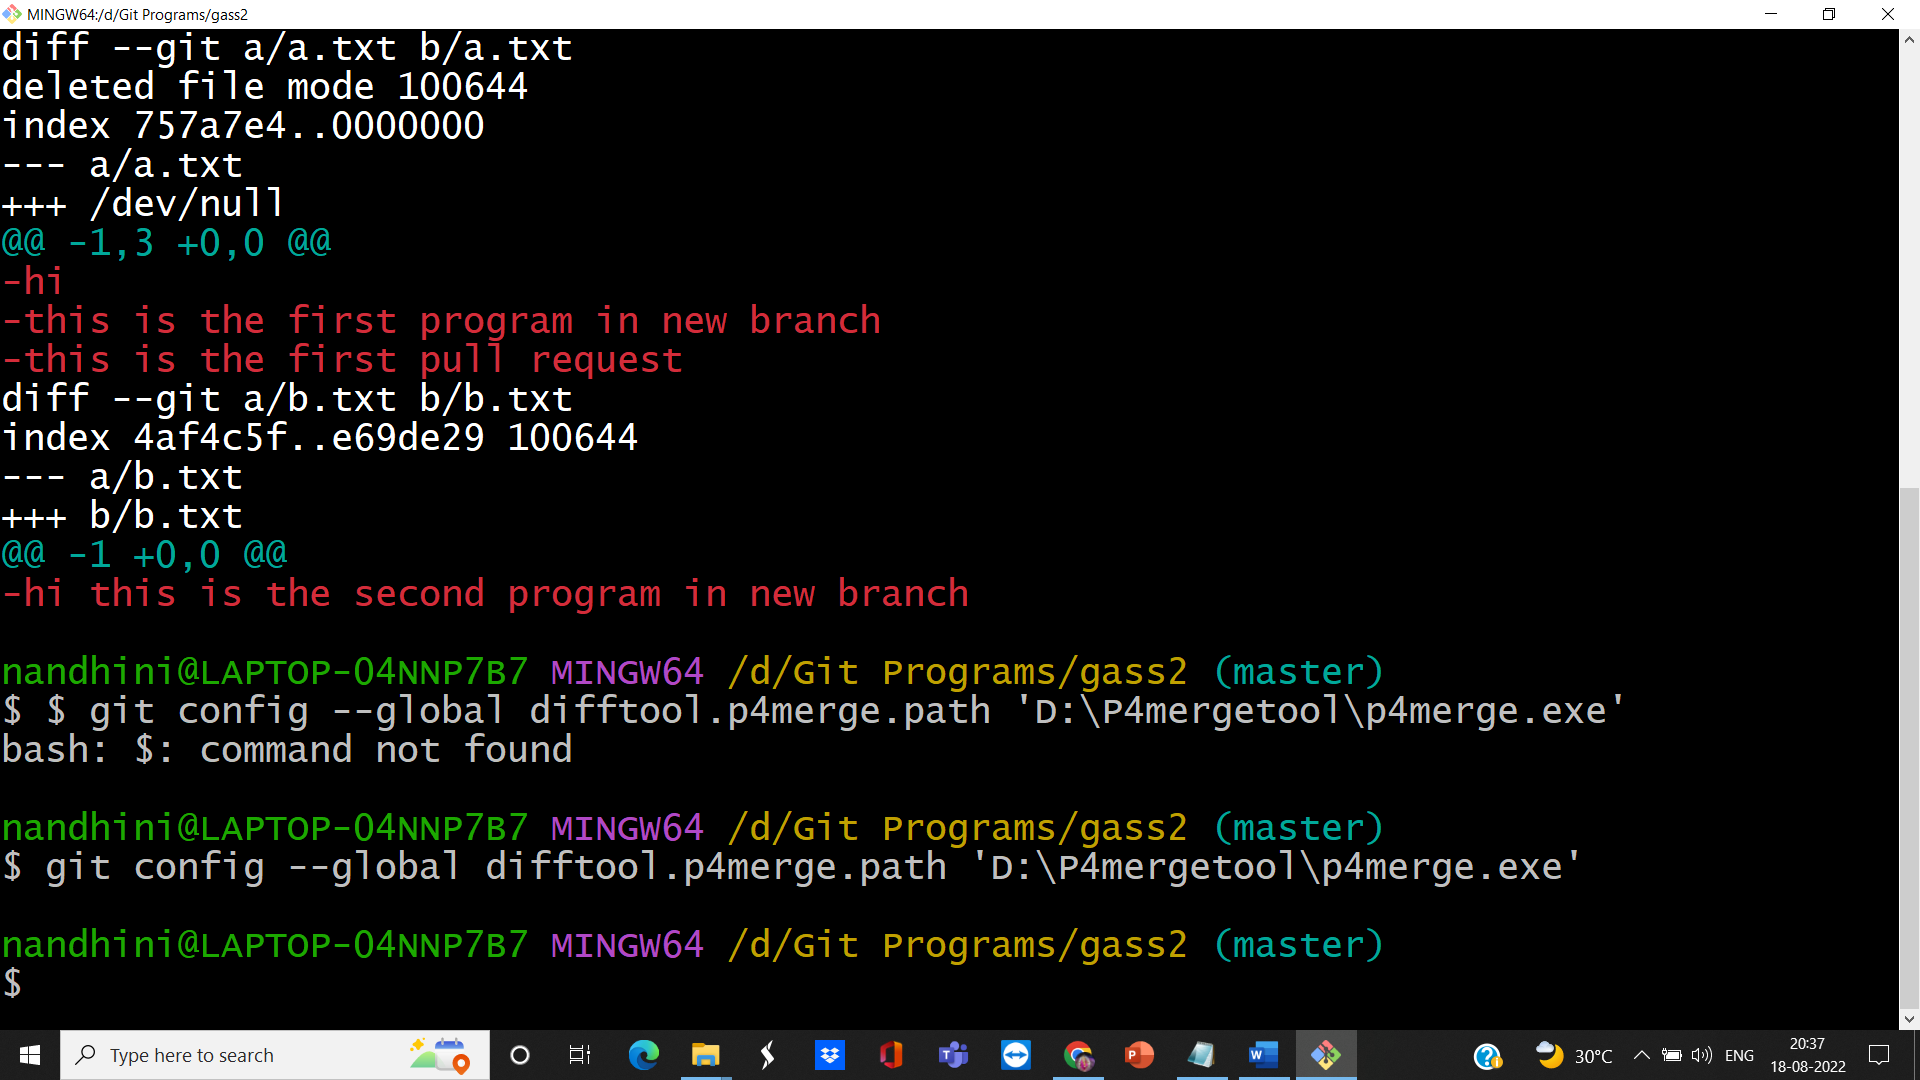 MINGW64:/d/Git Programs/gass2
diff --git a/a.txt b/a.txt
deleted file mode 100644
index 757a7e4..0000000
--- a/a.txt
+++ /dev/null
@@ -1,3 +0,0 @@
-hi
-this is the first program in new branch
-this is the first pull request
diff --git a/b.txt b/b.txt
index 4af4c5f..e69de29 100644
--- a/b.txt
+++ b/b.txt
@@ -1 +0,0 @@
-hi this is the second program in new branch
nandhini@LAPTOP-04NNP7B7 MINGW64 /d/Git Programs/gass2 (master)
$ $ git config --global difftool.p4merge.path 'D:\P4mergetool\p4merge.exe'
bash: $: command not found
nandhini@LAPTOP-04NNP7B7 MINGW64 /d/Git Programs/gass2 (master)
$ git config --global difftool.p4merge.path 'D:\P4mergetool\p4merge.exe'
nandhini@LAPTOP-04NNP7B7 MINGW64 /d/Git Programs/gass2 (master)
$
Type here to search
30°C
ENG
20:37
18-08-2022